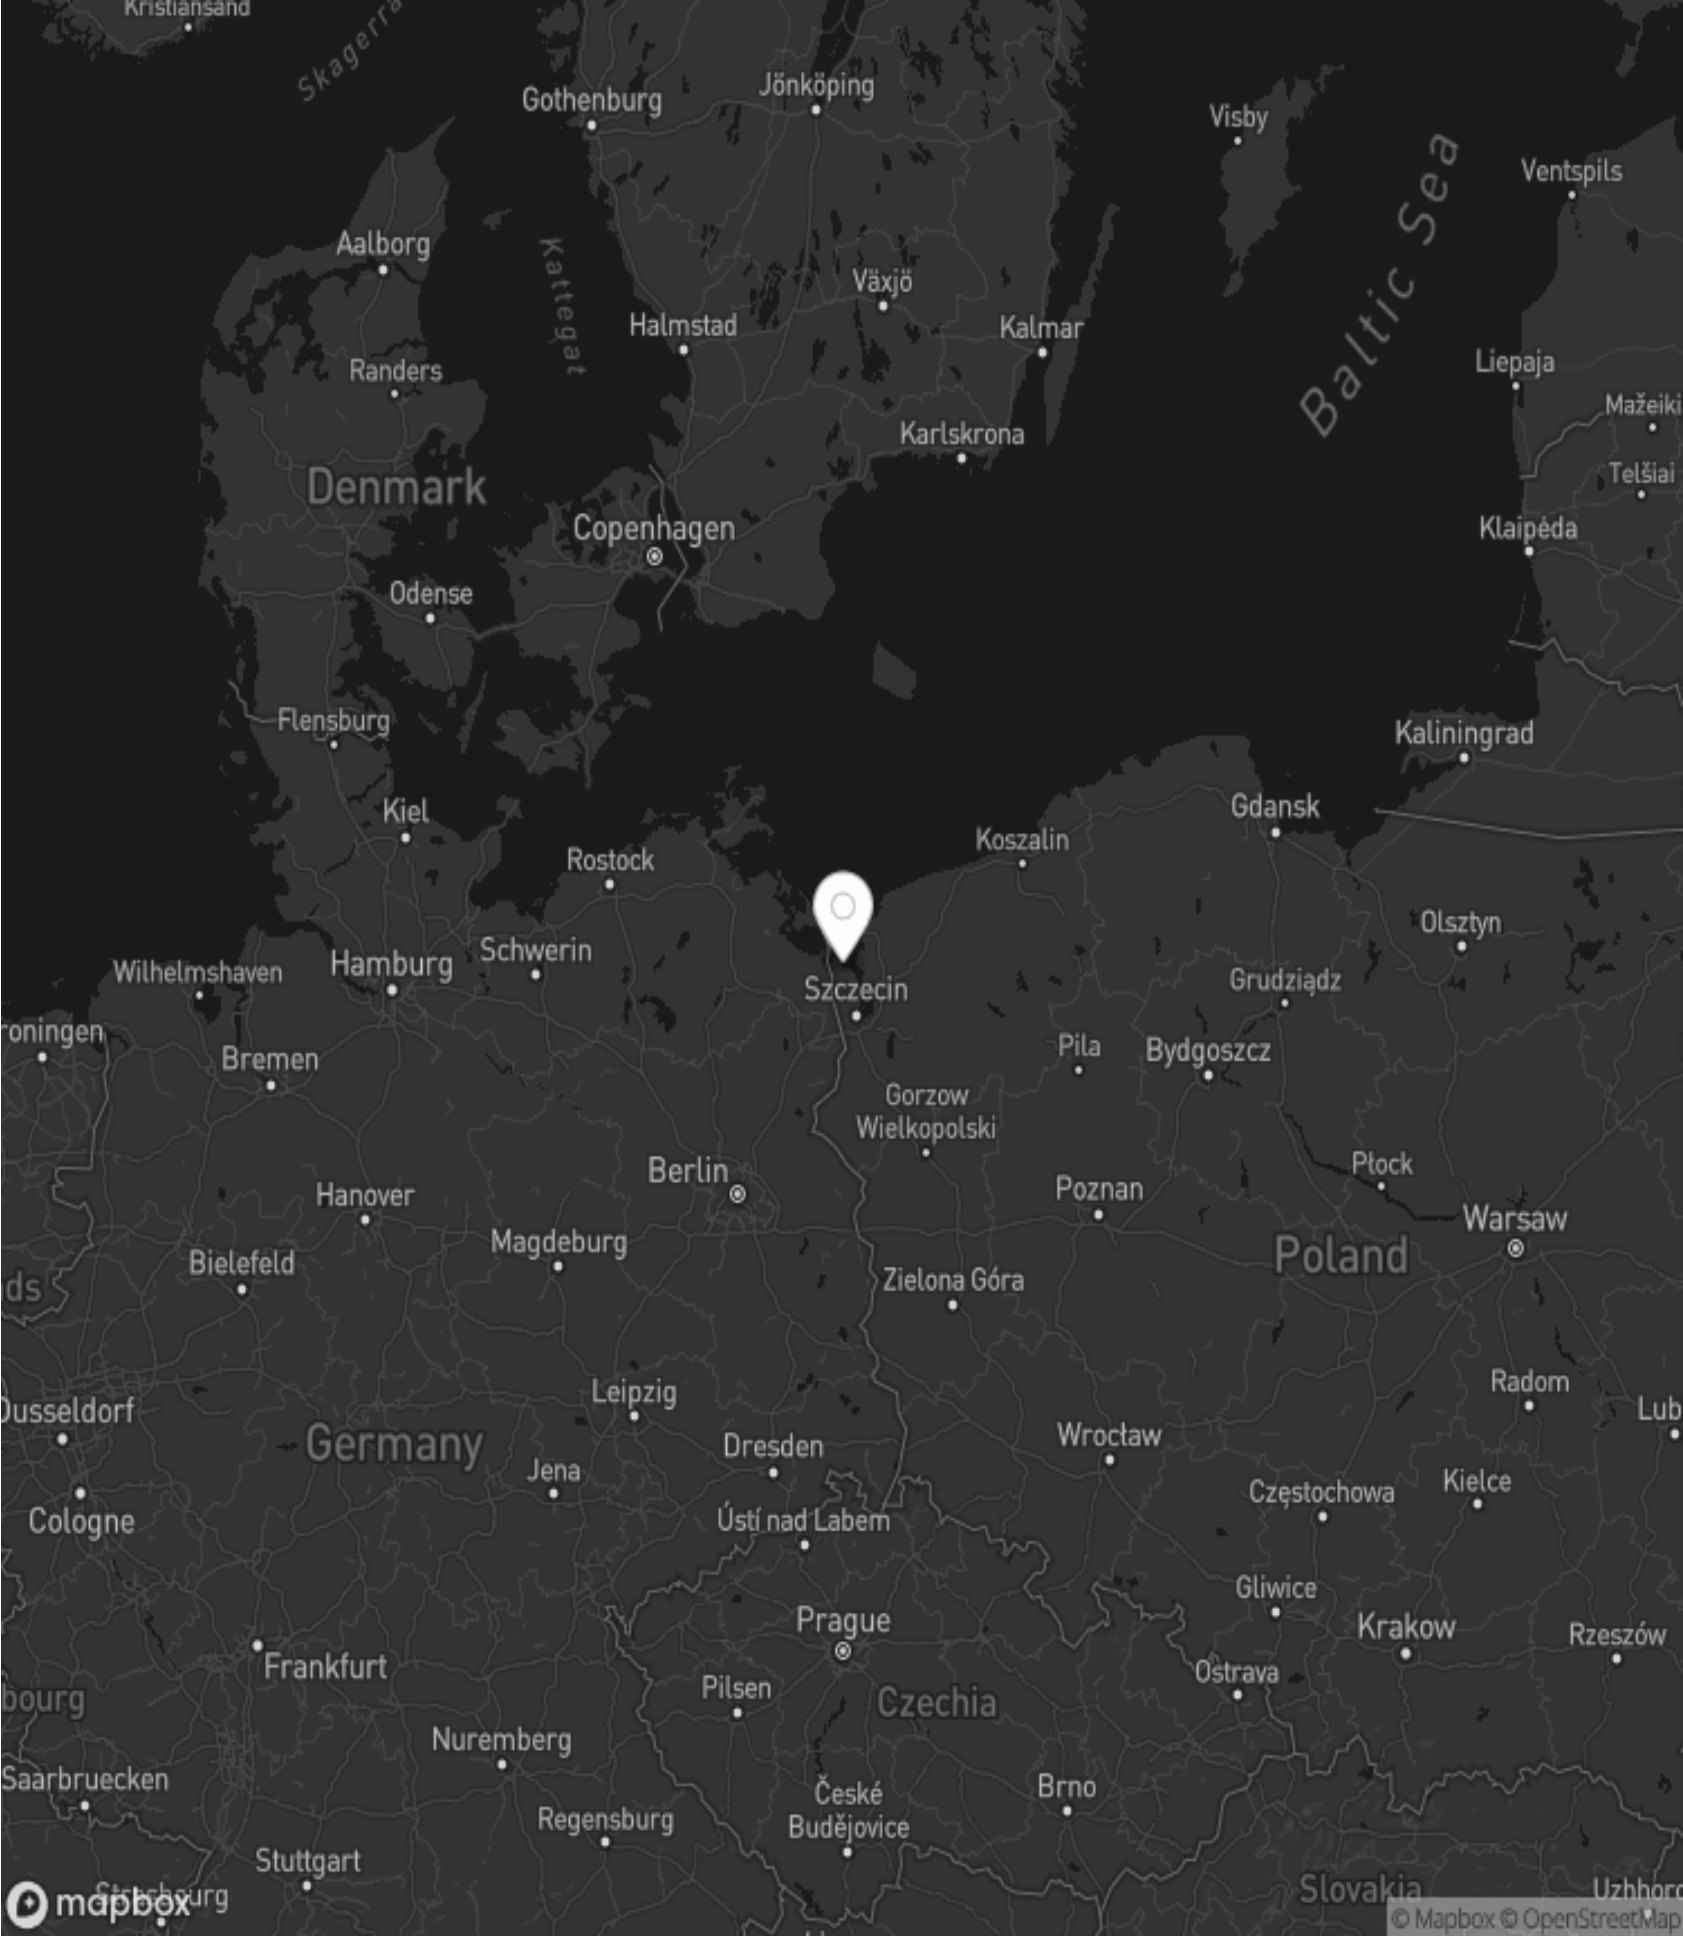 Kristiansand
Skagerra
Gothenburg
Jönköping
Visby
Baltic Sea
Ventspils
Aalborg
Kattegat
Växjö
Halmstad
Kalmar
Liepaja
Randers
Mažeiki
Karlskrona
Telšiai
Denmark
Copenhagen
Klaipėda
Odense
Flensburg
Kaliningrad
Kiel
Gdansk
Koszalin
Rostock
Olsztyn
Schwerin
Hamburg
Wilhelmshaven
Szczecin
Grudziądz
roningen
Bremen
Pila
Bydgoszcz
Gorzow
Wielkopolski
Berlin
Płock
Hanover
Poznan
Warsaw
Magdeburg
Poland
Bielefeld
nds
Zielona Góra
Leipzig
Radom
Dusseldorf
Lub
Germany
Dresden
Wrocław
Jena
Kielce
Częstochowa
Cologne
Ústí nad Labem
Gliwice
Prague
Krakow
Rzeszów
Frankfurt
Ostrava
Pilsen
bourg
Czechia
Nuremberg
Saarbruecken
Brno
České
Budějovice
Regensburg
Stuttgart
Slovakia
Uzhhoro
Strasbourg
mapbox
© Mapbox © OpenStreetMap